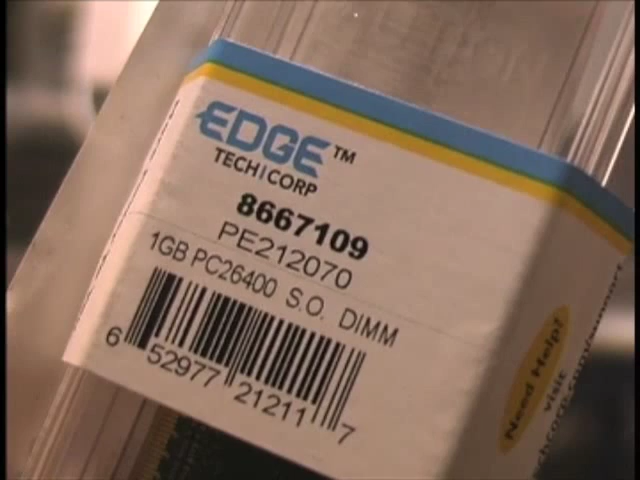 EDGE™
TECH CORP
8667109
PE212070
1GB PC26400 S.O. DIMM
6 52977 21211 7
Need Help?
visit